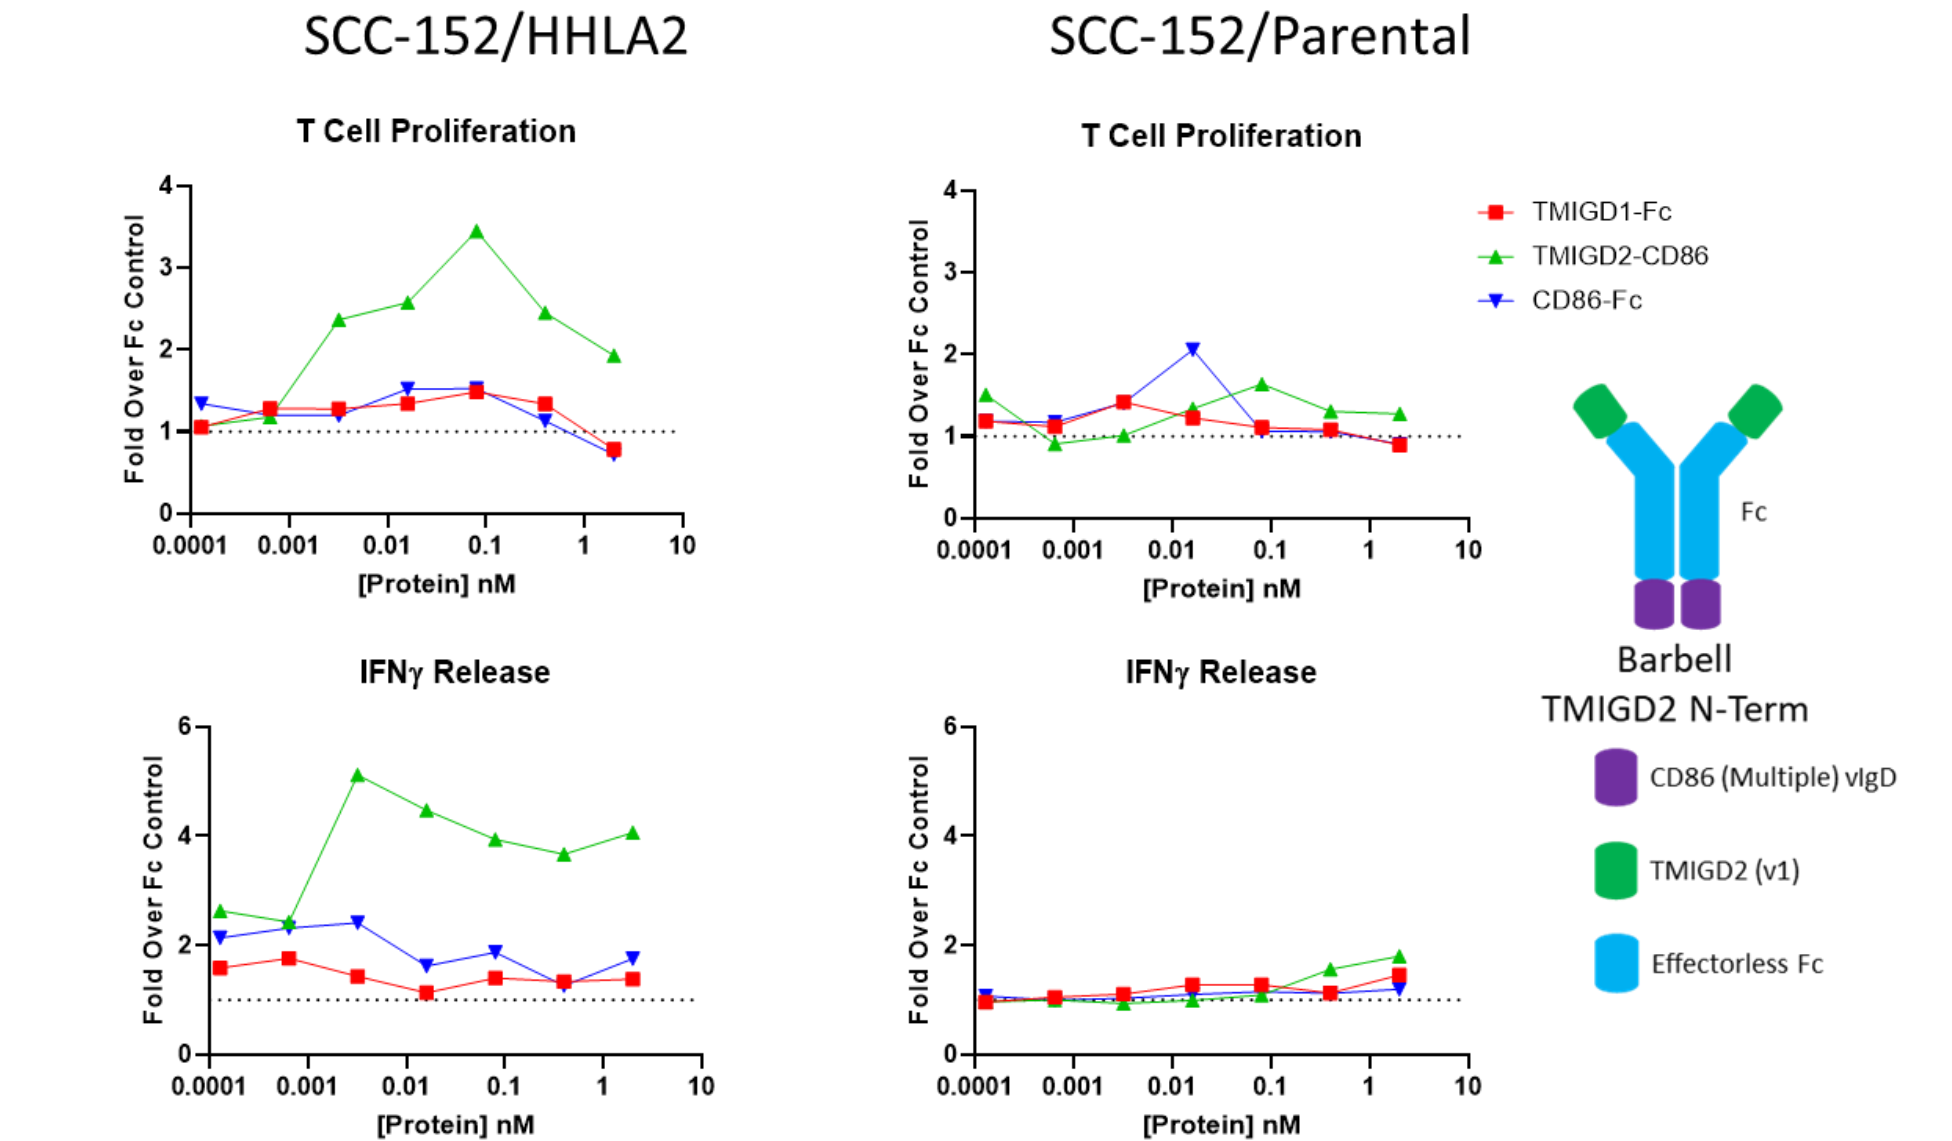 SCC-152/HHLA2
SCC-152/Parental
T Cell Proliferation
Fold Over Fc Control
4
3
2
1
0
0.0001 0.001 0.01 0.1 1 10
[Protein] nM
T Cell Proliferation
Fold Over Fc Control
4
3
2
1
0
0.0001 0.001 0.01 0.1 1 10
[Protein] nM
TMIGD1-Fc
TMIGD2-CD86
CD86-Fc
Fc
Barbell
TMIGD2 N-Term
CD86 (Multiple) vIgD
TMIGD2 (v1)
Effectorless Fc
IFNγ Release
Fold Over Fc Control
6
4
2
0
0.0001 0.001 0.01 0.1 1 10
[Protein] nM
IFNγ Release
Fold Over Fc Control
6
4
2
0
0.0001 0.001 0.01 0.1 1 10
[Protein] nM